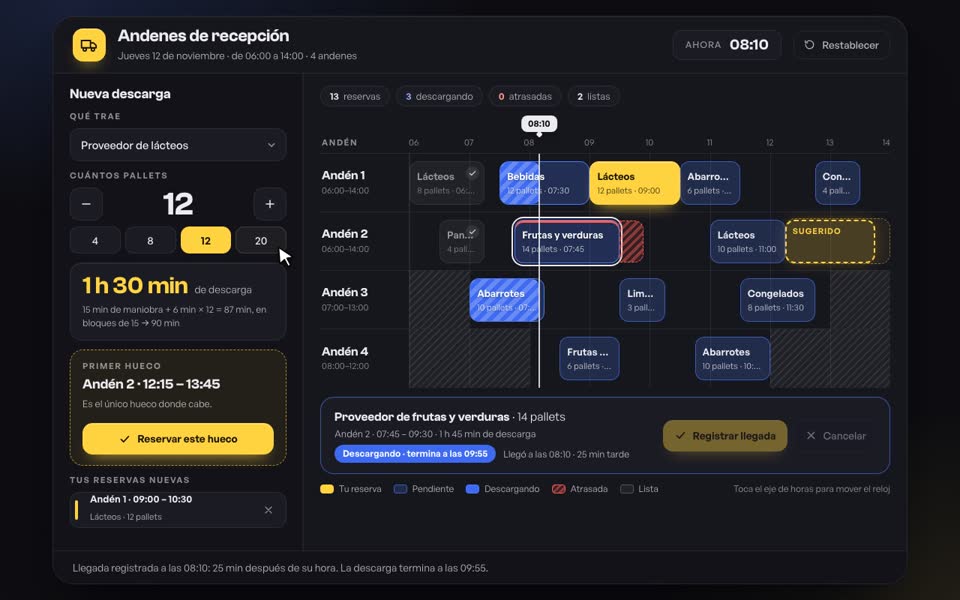 Andenes de recepción
Jueves 12 de noviembre · de 06:00 a 14:00 · 4 andenes
AHORA 08:10
Restablecer
Nueva descarga
QUÉ TRAE
Proveedor de lácteos
CUÁNTOS PALLETS
12
4 8 12 20
1 h 30 min de descarga
15 min de maniobra + 6 min × 12 = 87 min, en
bloques de 15 → 90 min
PRIMER HUECO
Andén 2 · 12:15 – 13:45
Es el único hueco donde cabe.
Reservar este hueco
TUS RESERVAS NUEVAS
Andén 1 · 09:00 – 10:30
Lácteos · 12 pallets
13 reservas
3 descargando
0 atrasadas
2 listas
08:10
ANDÉN 06 07 08 09 10 11 12 13 14
Andén 1
06:00–14:00
Lácteos
8 pallets · 06:...
Bebidas
12 pallets · 07:30
Lácteos
12 pallets · 09:00
Abarro...
6 pallets ·...
Con...
4 pall...
Andén 2
06:00–14:00
Pan...
4 pall...
Frutas y verduras
14 pallets · 07:45
Lácteos
10 pallets · 11:00
SUGERIDO
Andén 3
07:00–13:00
Abarrotes
10 pallets · 07:...
Lim...
3 pall...
Congelados
8 pallets · 11:30
Andén 4
08:00–12:00
Frutas ...
6 pallets ·...
Abarrotes
10 pallets · 10:...
Proveedor de frutas y verduras · 14 pallets
Andén 2 · 07:45 – 09:30 · 1 h 45 min de descarga
Descargando · termina a las 09:55
Llegó a las 08:10 · 25 min tarde
Registrar llegada
Cancelar
Tu reserva
Pendiente
Descargando
Atrasada
Lista
Toca el eje de horas para mover el reloj
Llegada registrada a las 08:10: 25 min después de su hora. La descarga termina a las 09:55.